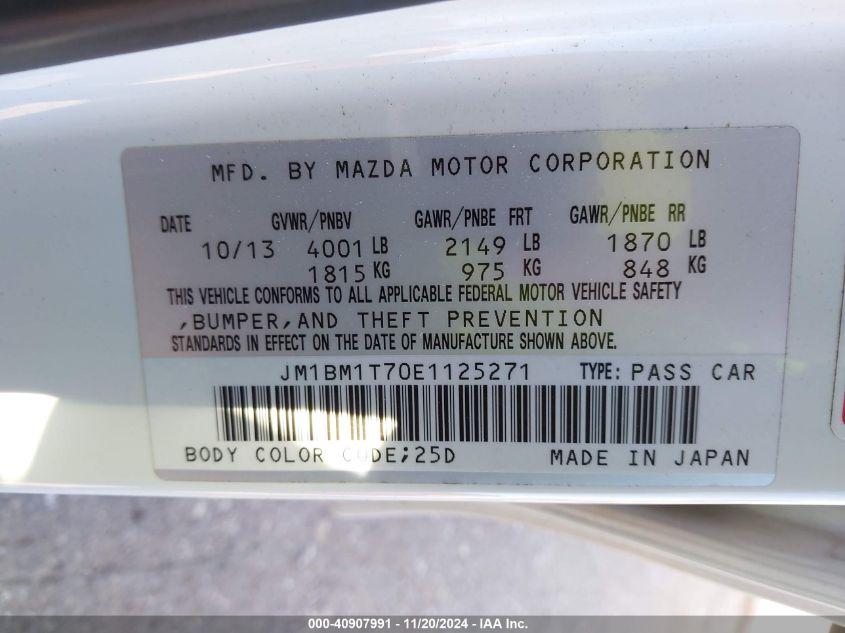 MFD. BY MAZDA MOTOR CORPORATION
DATE GVWR/PNBV GAWR/PNBE FRT GAWR/PNBE RR
10/13 4001 LB 2149 LB 1870 LB
1815 KG 975 KG 848 KG
THIS VEHICLE CONFORMS TO ALL APPLICABLE FEDERAL MOTOR VEHICLE SAFETY
,BUMPER,AND THEFT PREVENTION
STANDARDS IN EFFECT ON THE DATE OF MANUFACTURE SHOWN ABOVE.
JM1BM1T70E1125271 TYPE: PASS CAR
BODY COLOR CODE;25D MADE IN JAPAN
000-40907991 - 11/20/2024 - IAA Inc.